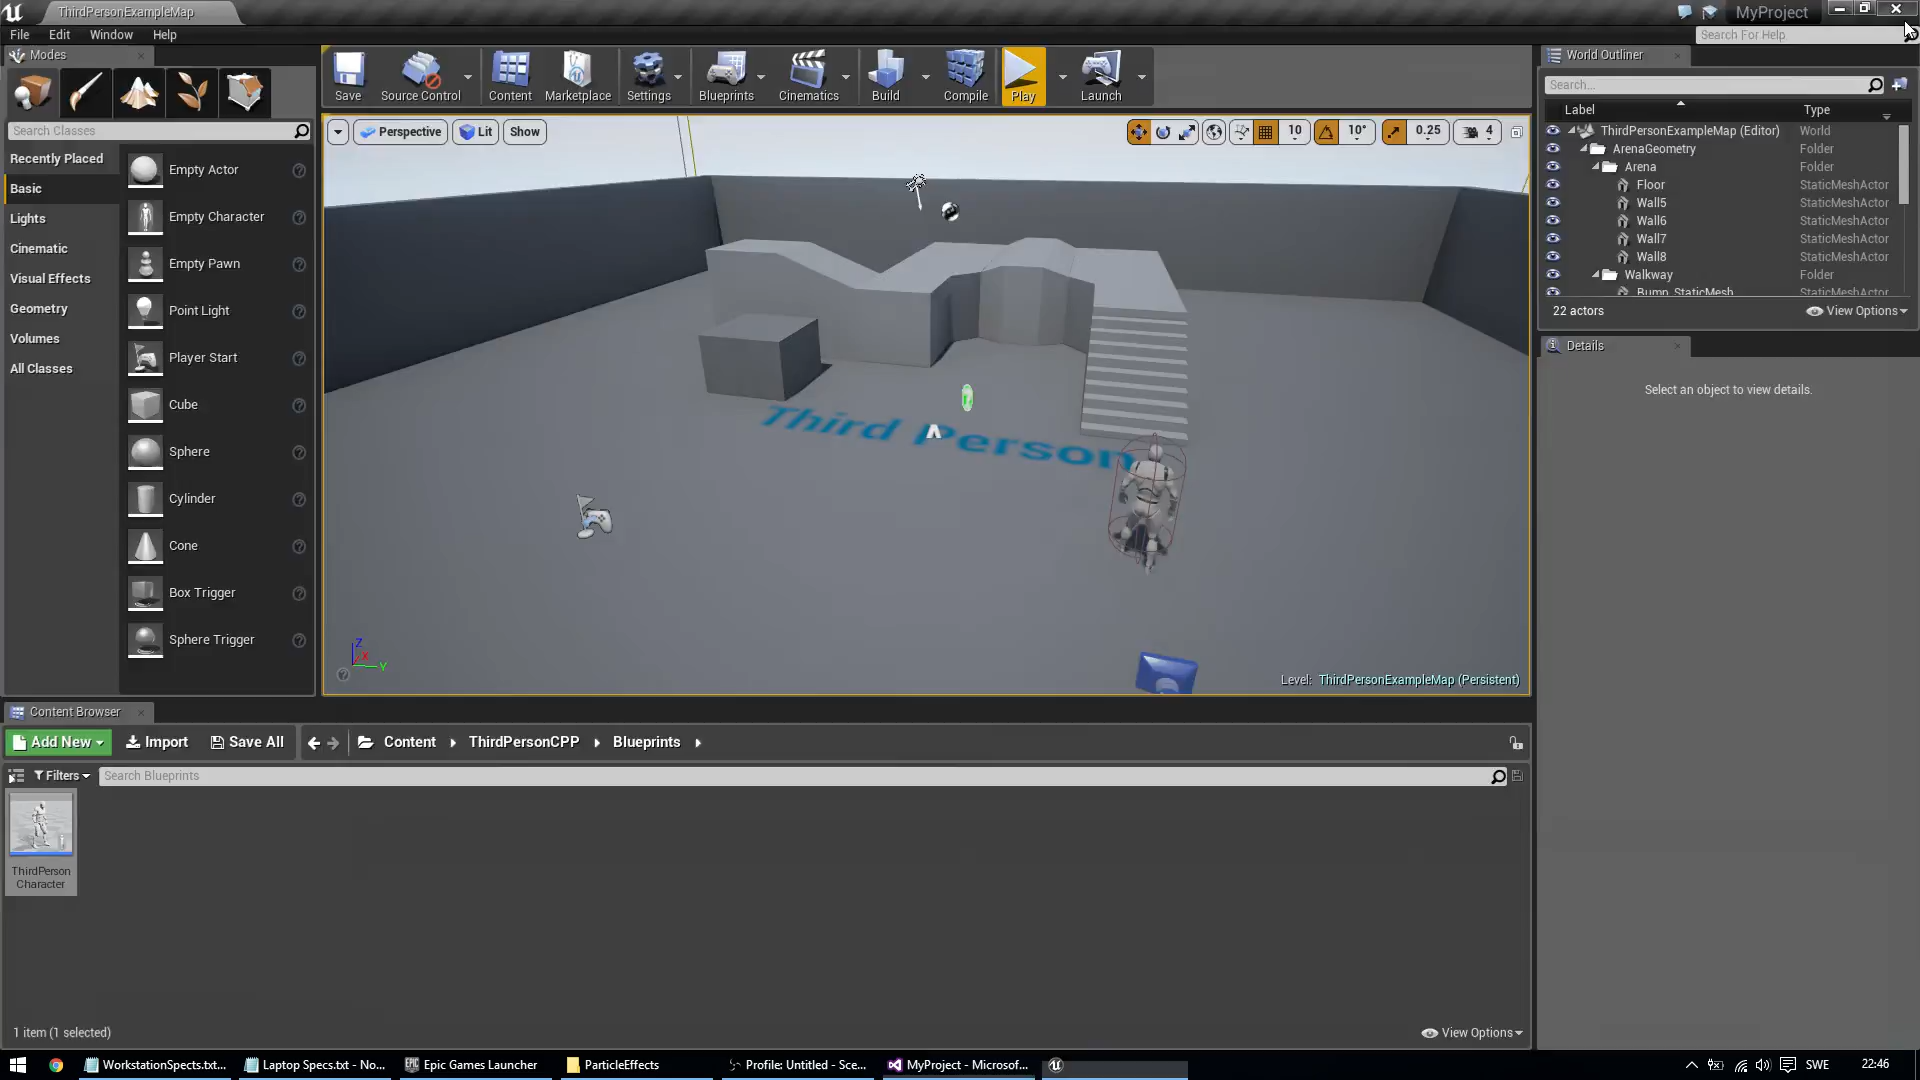 ThirdPersonExampleMap
MyProject
File Edit Window Help
Search For Help
Modes
Save
Source Control
Content
Marketplace
Settings
Blueprints
Cinematics
Build
Compile
Play
Launch
World Outliner
Search...
Label
Type
Search Classes
Recently Placed
Basic
Lights
Cinematic
Visual Effects
Geometry
Volumes
All Classes
Empty Actor
Empty Character
Empty Pawn
Point Light
Player Start
Cube
Sphere
Cylinder
Cone
Box Trigger
Sphere Trigger
Perspective
Lit
Show
10
10°
0.25
4
Third Person
Level: ThirdPersonExampleMap (Persistent)
Z
X
Y
ThirdPersonExampleMap (Editor) World
ArenaGeometry Folder
Arena Folder
Floor StaticMeshActor
Wall5 StaticMeshActor
Wall6 StaticMeshActor
Wall7 StaticMeshActor
Wall8 StaticMeshActor
Walkway Folder
Bump_StaticMesh StaticMeshActor
22 actors
View Options
Details
Select an object to view details.
Content Browser
Add New
Import
Save All
Content
ThirdPersonCPP
Blueprints
Filters
Search Blueprints
ThirdPerson
Character
1 item (1 selected)
View Options
WorkstationSpects.txt...
Laptop Specs.txt - No...
Epic Games Launcher
ParticleEffects
Profile: Untitled - Sce...
MyProject - Microsof...
SWE
22:46